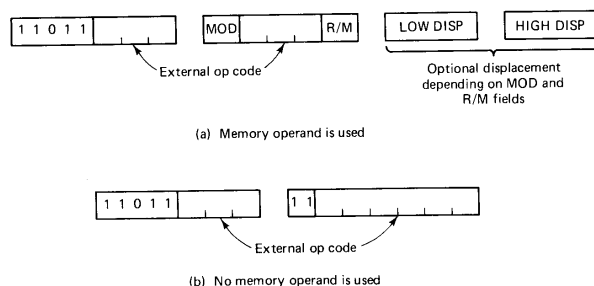 1 1 0 1 1
MOD
R/M
LOW DISP
HIGH DISP
External op code
Optional displacement
depending on MOD and
R/M fields
(a) Memory operand is used
1 1 0 1 1
1 1
External op code
(b) No memory operand is used